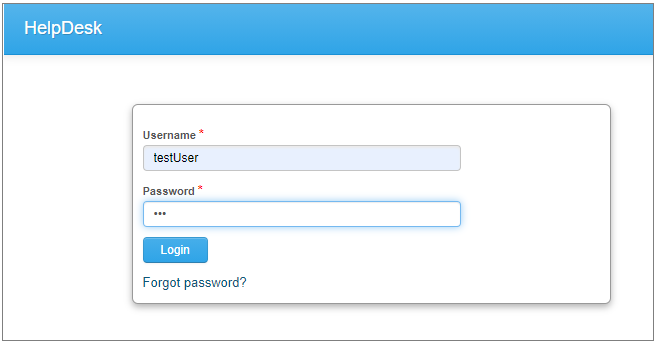 HelpDesk
Username *
testUser
Password *
•••
Login
Forgot password?